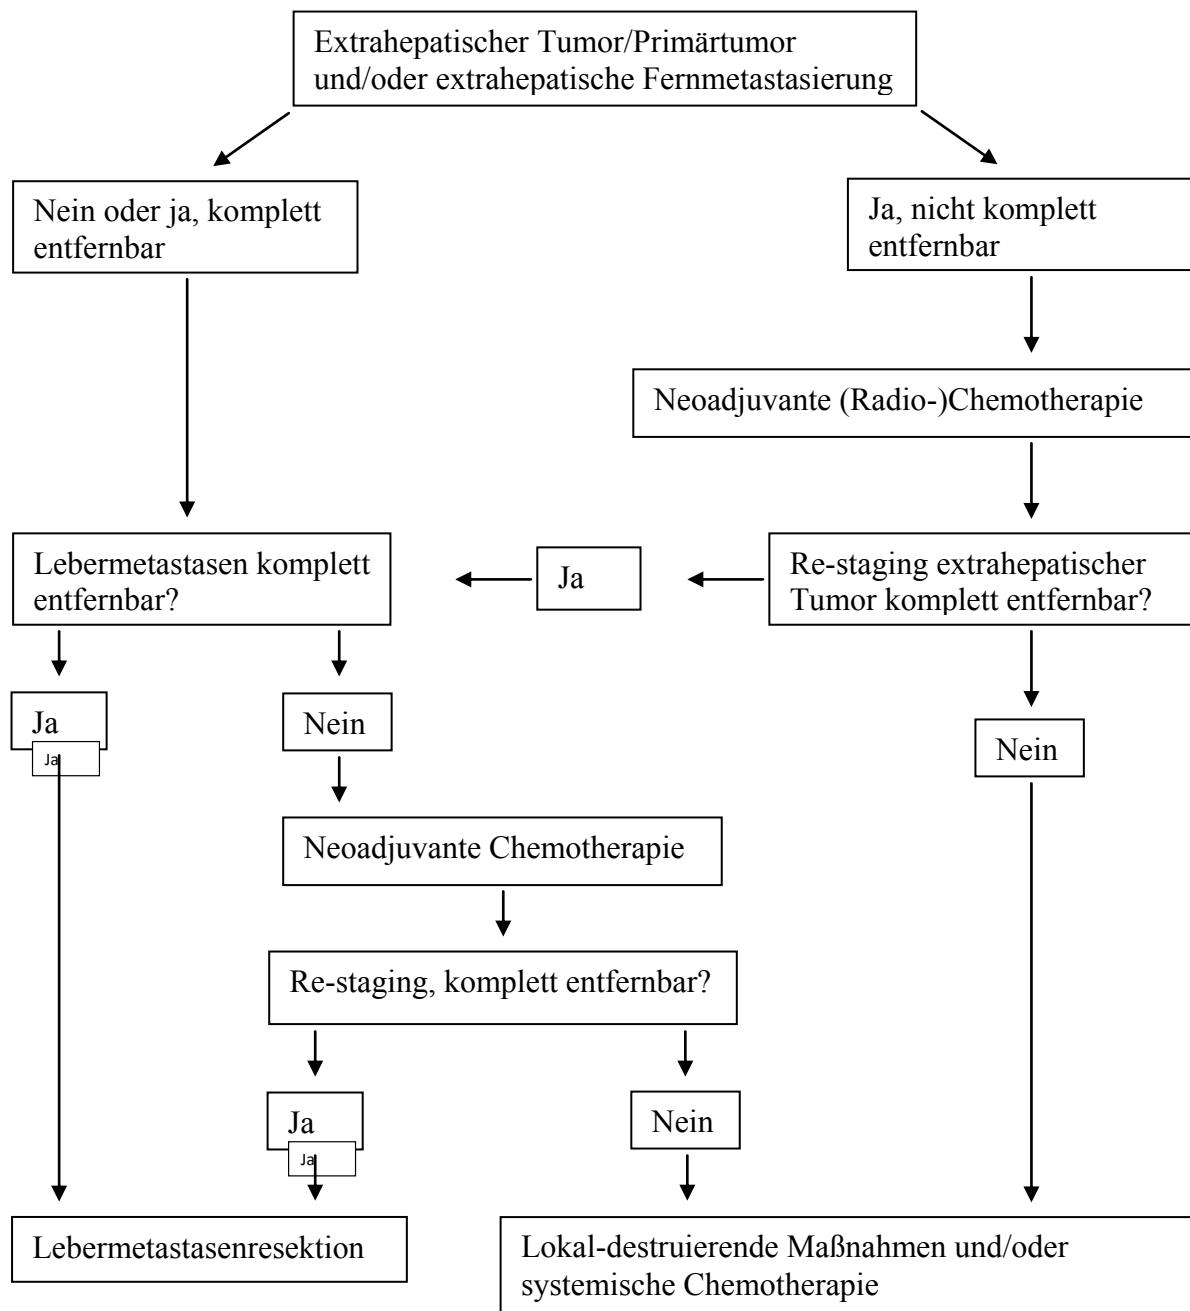 Extrahepatischer Tumor/Primärtumor
und/oder extrahepatische Fernmetastasierung
Nein oder ja, komplett
entfernbar
Ja, nicht komplett
entfernbar
Neoadjuvante (Radio-)Chemotherapie
Lebermetastasen komplett
entfernbar?
Ja
Re-staging extrahepatischer
Tumor komplett entfernbar?
Ja
Ja
Nein
Nein
Neoadjuvante Chemotherapie
Re-staging, komplett entfernbar?
Ja
Ja
Nein
Lebermetastasenresektion
Lokal-destruierende Maßnahmen und/oder
systemische Chemotherapie